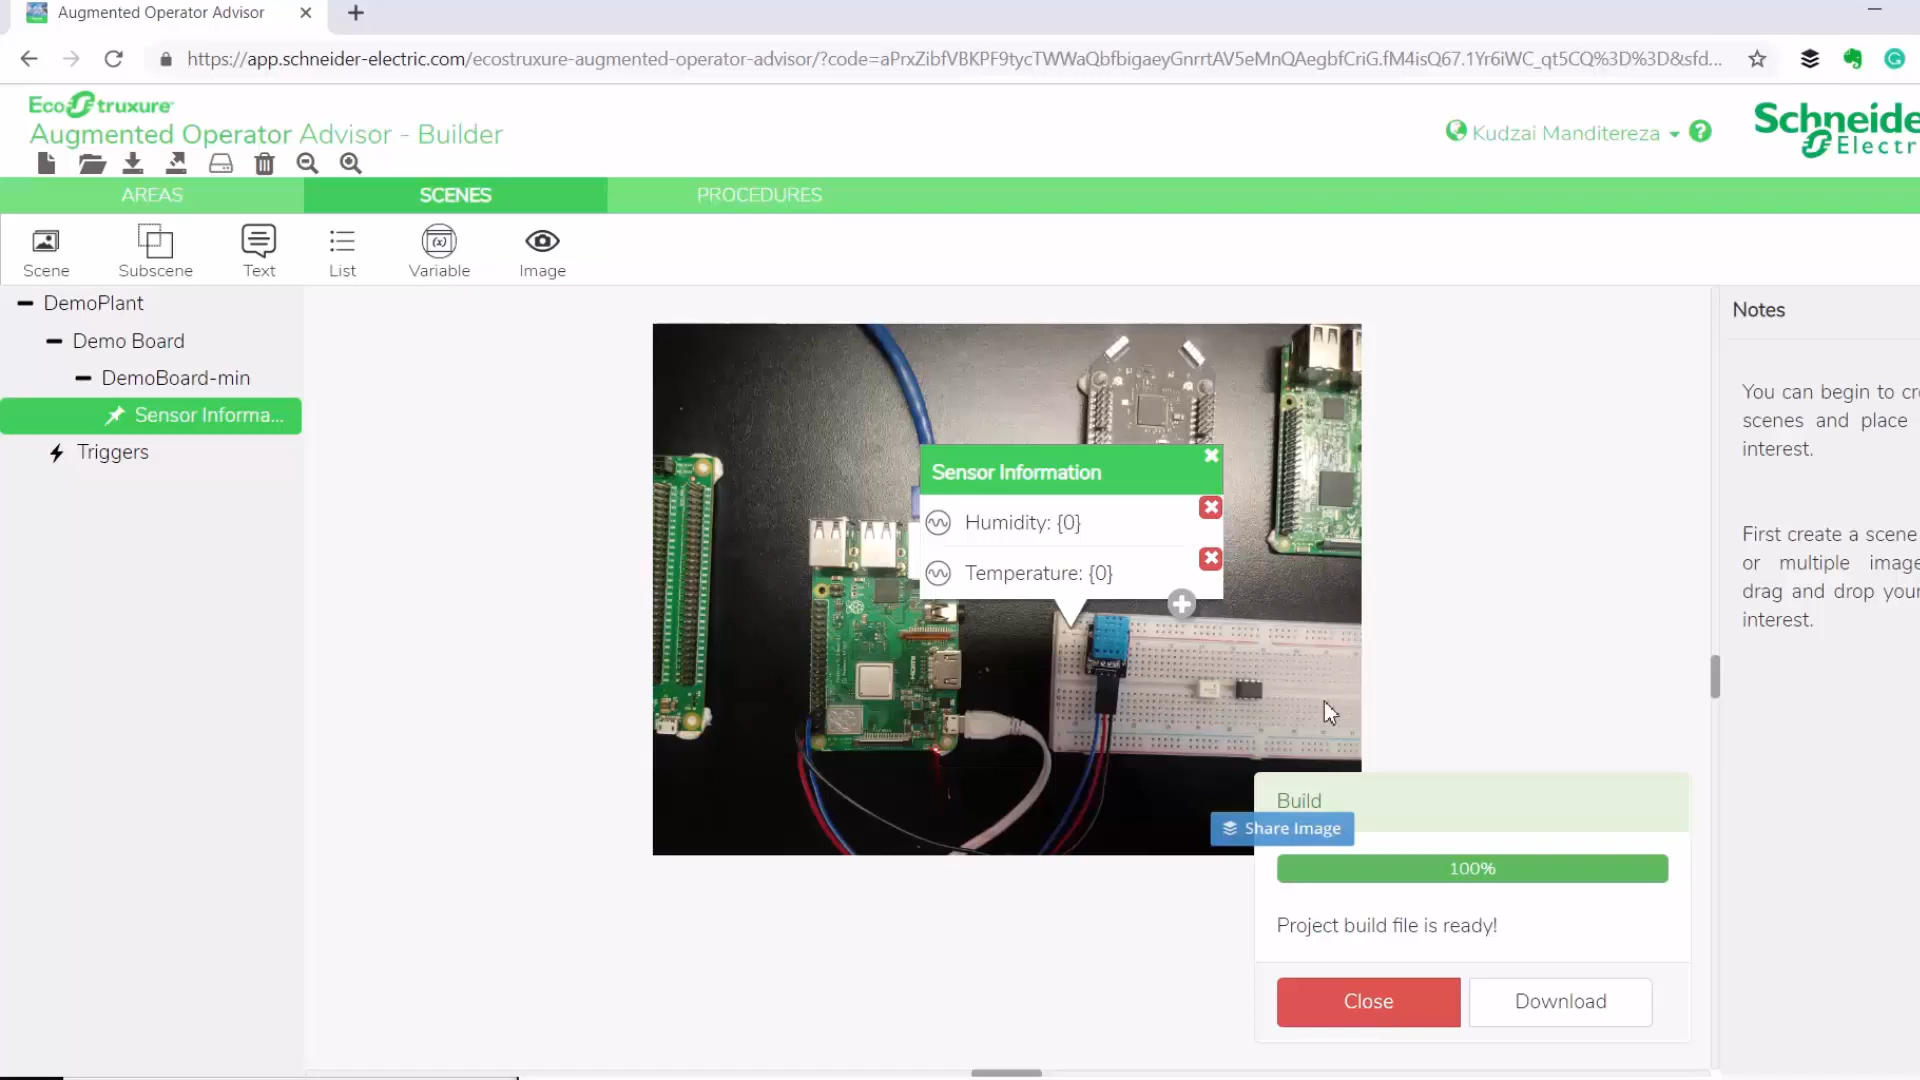 Augmented Operator Advisor
https://app.schneider-electric.com/ecostruxure-augmented-operator-advisor/?code=aPrxZibfVBKPF9tycTWWaQbfbigaeyGnrrtAV5eMnQAegbfCriG.fM4isQ67.1Yr6iWC_qt5CQ%3D%3D&sfd...
EcoStruxure
Augmented Operator Advisor - Builder
Kudzai Manditereza
Schneide
Electr
AREAS SCENES PROCEDURES
Scene Subscene Text List Variable Image
DemoPlant
Demo Board
DemoBoard-min
Sensor Informa...
Triggers
Sensor Information
Humidity: {0}
Temperature: {0}
Notes
You can begin to cr
scenes and place
interest.
First create a scene
or multiple image
drag and drop your
interest.
Build
Share Image
100%
Project build file is ready!
Close Download